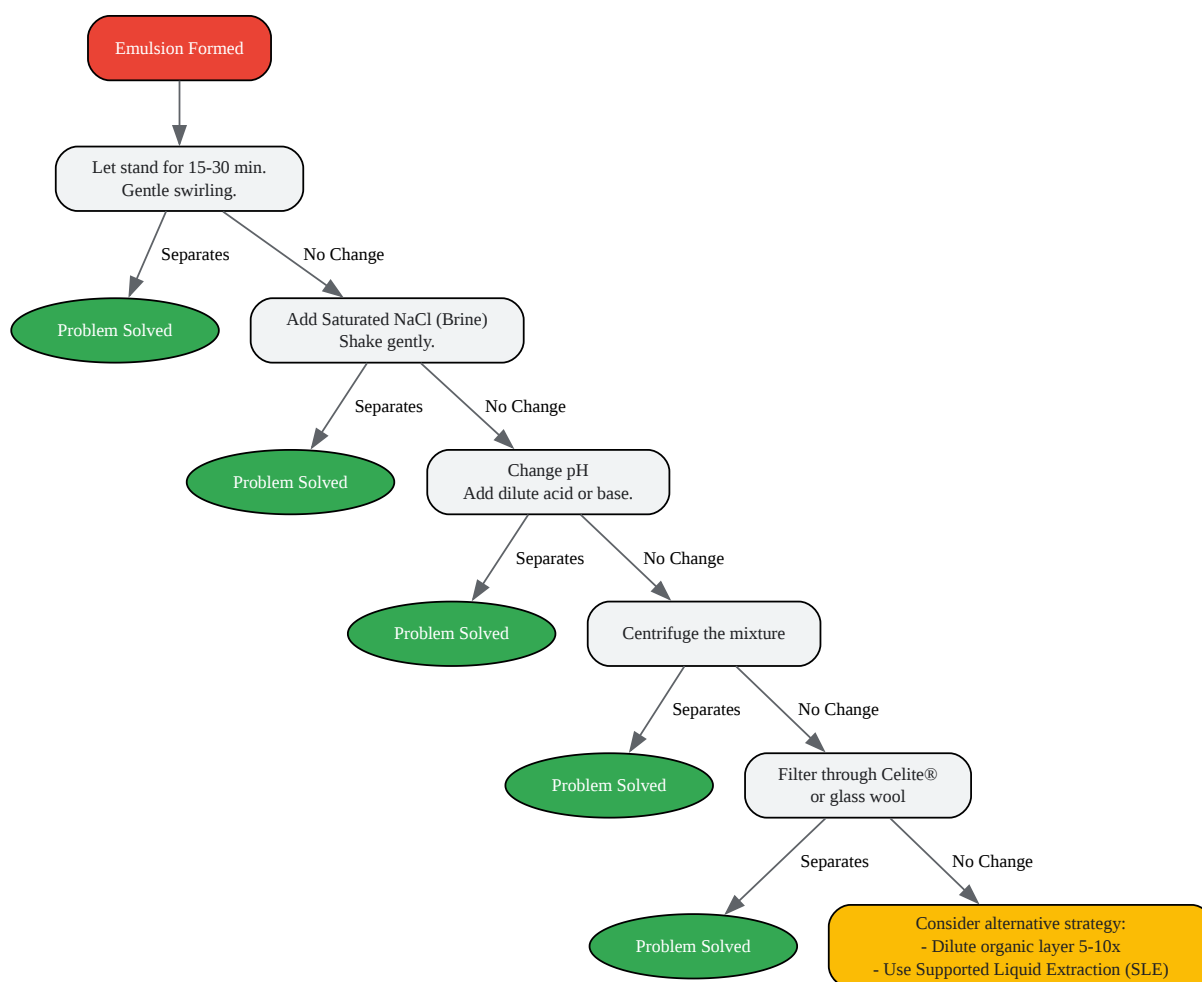 Emulsion Formed
Let stand for 15-30 min.
Gentle swirling.
Separates
No Change
Problem Solved
Add Saturated NaCl (Brine)
Shake gently.
Separates
No Change
Problem Solved
Change pH
Add dilute acid or base.
Separates
No Change
Problem Solved
Centrifuge the mixture
Separates
No Change
Problem Solved
Filter through Celite®
or glass wool
Separates
No Change
Problem Solved
Consider alternative strategy:
- Dilute organic layer 5-10x
- Use Supported Liquid Extraction (SLE)